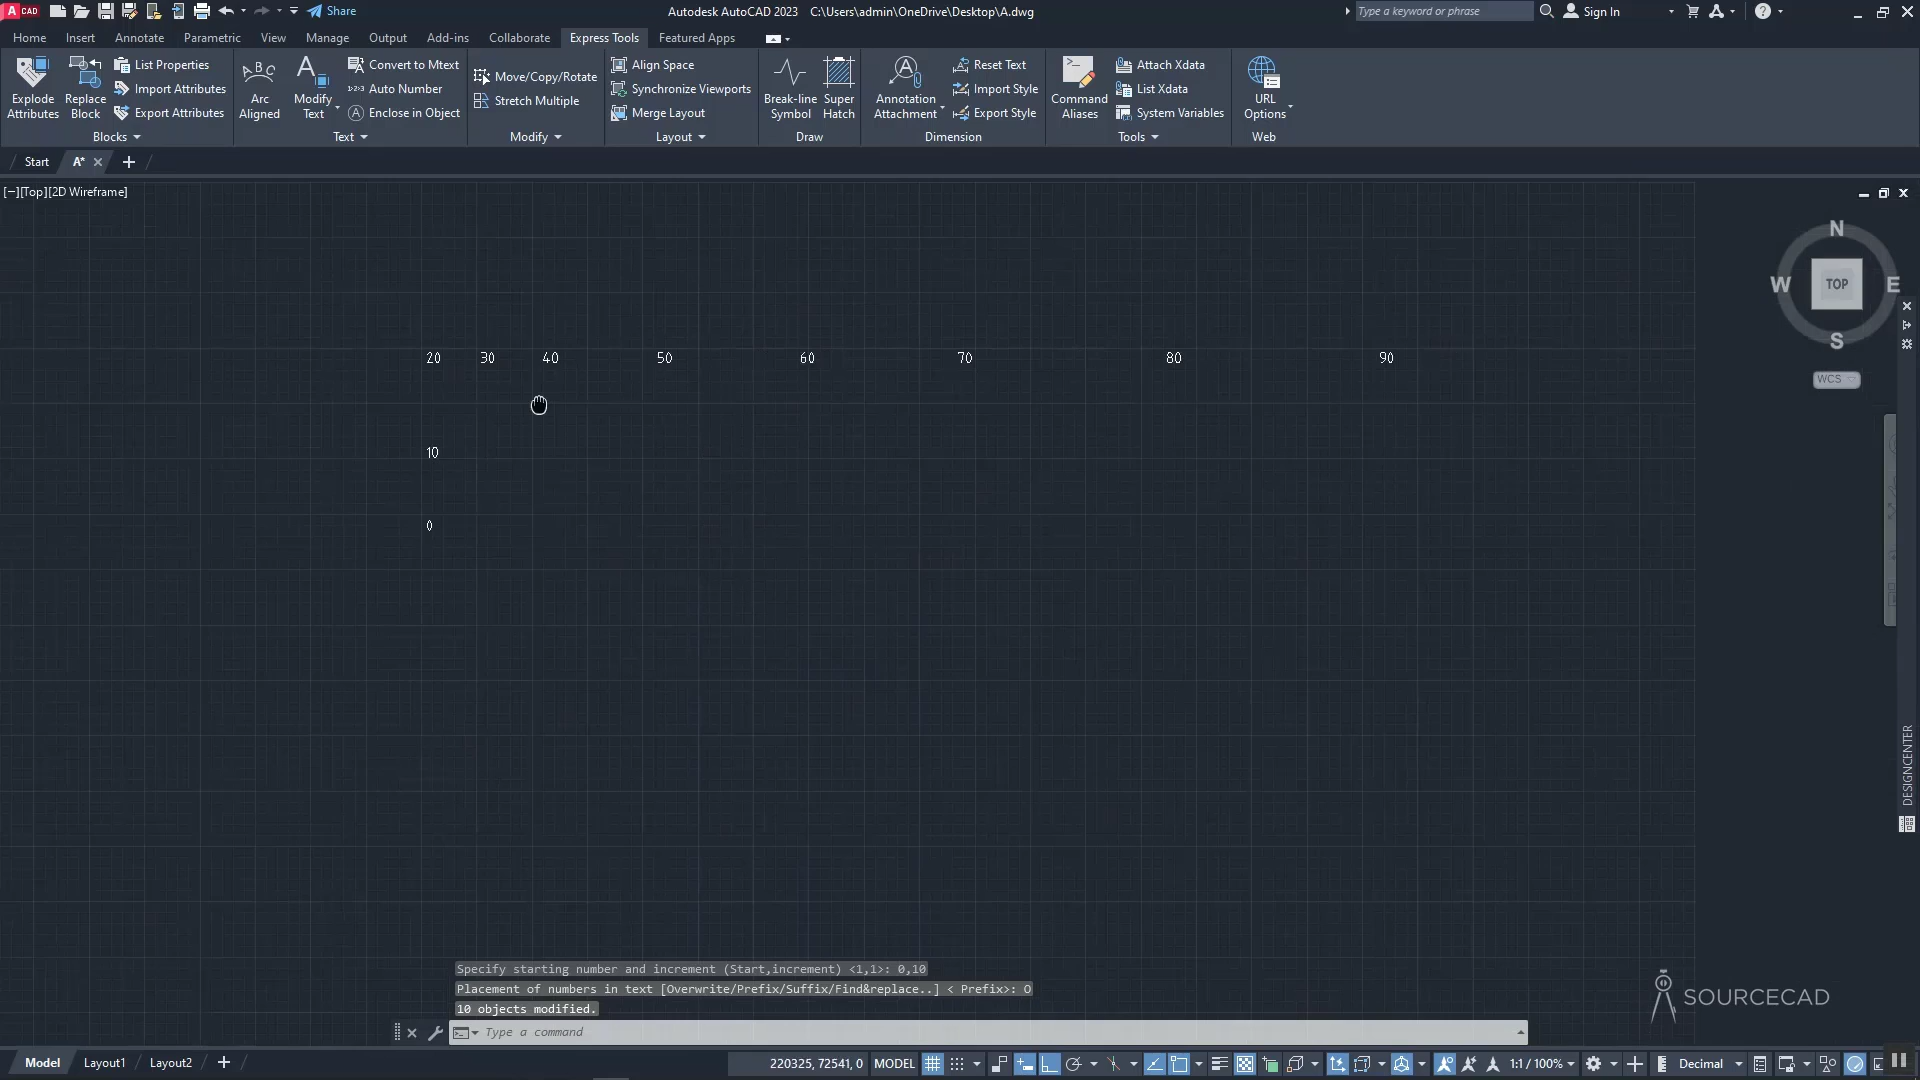 A CAD Share Autodesk AutoCAD 2023 C:\Users\admin\OneDrive\Desktop\A.dwg Type a keyword or phrase Sign In
Home Insert Annotate Parametric View Manage Output Add-ins Collaborate Express Tools Featured Apps
Explode Attributes
Replace Block
List Properties
Import Attributes
Export Attributes
Blocks
Arc Aligned
Modify Text
Convert to Mtext
Auto Number
Enclose in Object
Text
Move/Copy/Rotate
Stretch Multiple
Modify
Align Space
Synchronize Viewports
Merge Layout
Layout
Break-line Symbol
Super Hatch
Draw
Annotation Attachment
Reset Text
Import Style
Export Style
Dimension
Command Aliases
Attach Xdata
List Xdata
System Variables
Tools
URL Options
Web
Start A*
[−][Top][2D Wireframe]
N
W TOP E
S
WCS
20 30 40 50 60 70 80 90
10
0
DESIGNCENTER
Specify starting number and increment (Start,increment) <1,1>: 0,10
Placement of numbers in text [Overwrite/Prefix/Suffix/Find&replace..] < Prefix>: O
10 objects modified.
Type a command
SOURCECAD
Model Layout1 Layout2 220325, 72541, 0 MODEL 1:1 / 100% Decimal